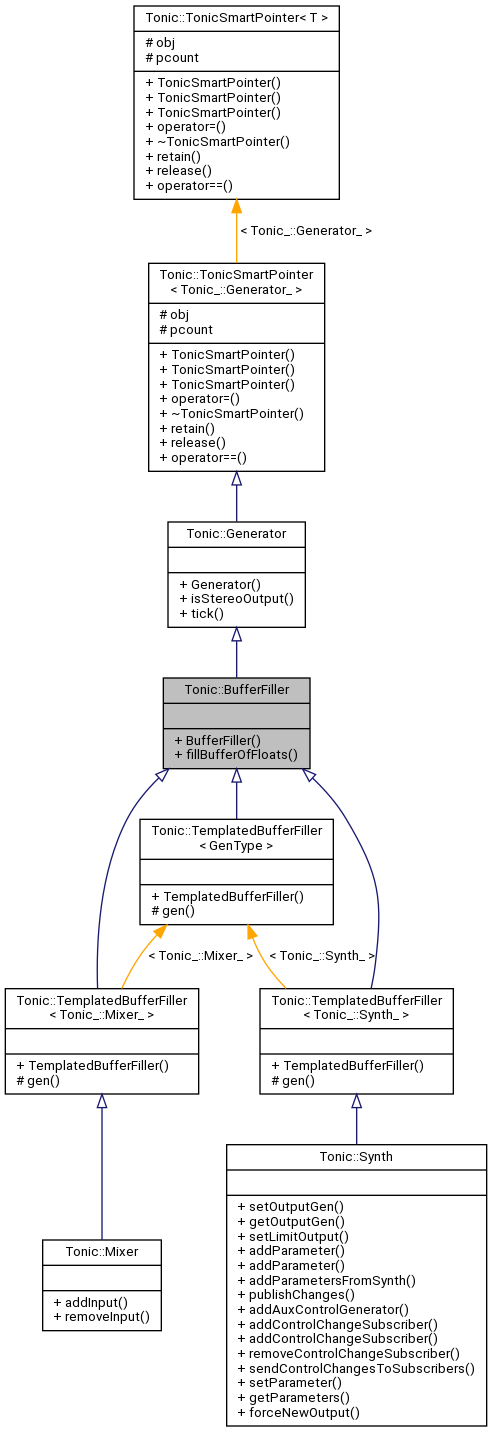 Tonic::TonicSmartPointer< T >
# obj
# pcount
+ TonicSmartPointer()
+ TonicSmartPointer()
+ TonicSmartPointer()
+ operator=()
+ ~TonicSmartPointer()
+ retain()
+ release()
+ operator==()
< Tonic_::Generator_ >
Tonic::TonicSmartPointer
< Tonic_::Generator_ >
# obj
# pcount
+ TonicSmartPointer()
+ TonicSmartPointer()
+ TonicSmartPointer()
+ operator=()
+ ~TonicSmartPointer()
+ retain()
+ release()
+ operator==()
Tonic::Generator
+ Generator()
+ isStereoOutput()
+ tick()
Tonic::BufferFiller
+ BufferFiller()
+ fillBufferOfFloats()
Tonic::TemplatedBufferFiller
< GenType >
+ TemplatedBufferFiller()
# gen()
< Tonic_::Mixer_ >
< Tonic_::Synth_ >
Tonic::TemplatedBufferFiller
< Tonic_::Mixer_ >
+ TemplatedBufferFiller()
# gen()
Tonic::TemplatedBufferFiller
< Tonic_::Synth_ >
+ TemplatedBufferFiller()
# gen()
Tonic::Mixer
+ addInput()
+ removeInput()
Tonic::Synth
+ setOutputGen()
+ getOutputGen()
+ setLimitOutput()
+ addParameter()
+ addParameter()
+ addParametersFromSynth()
+ publishChanges()
+ addAuxControlGenerator()
+ addControlChangeSubscriber()
+ addControlChangeSubscriber()
+ removeControlChangeSubscriber()
+ sendControlChangesToSubscribers()
+ setParameter()
+ getParameters()
+ forceNewOutput()